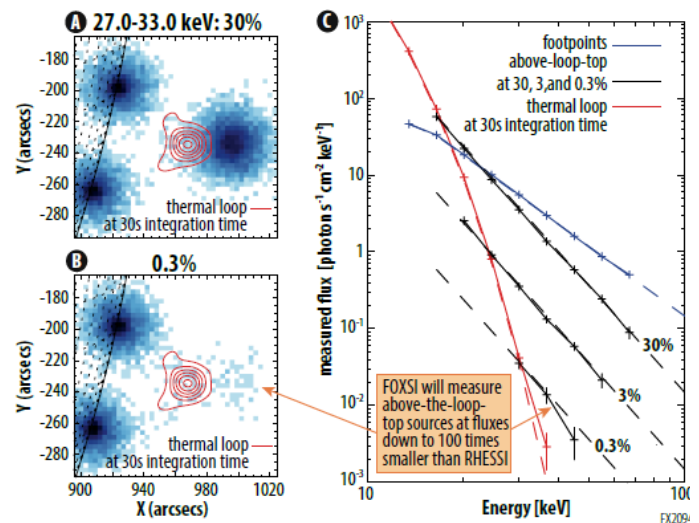 A 27.0-33.0 keV: 30%
-180
-200
-220
-240
-260
-280
Y (arcsecs)
thermal loop
at 30s integration time
B 0.3%
-180
-200
-220
-240
-260
-280
Y (arcsecs)
thermal loop
at 30s integration time
900 940 980 1020
X (arcsecs)
C
10³
10²
10
1
10⁻¹
10⁻²
10⁻³
measured flux [photon s⁻¹ cm⁻² keV⁻¹]
footpoints
above-loop-top
at 30, 3,and 0.3%
thermal loop
at 30s integration time
30%
3%
0.3%
FOXSI will measure
above-the-loop-
top sources at fluxes
down to 100 times
smaller than RHESSI
10 100
Energy [keV]